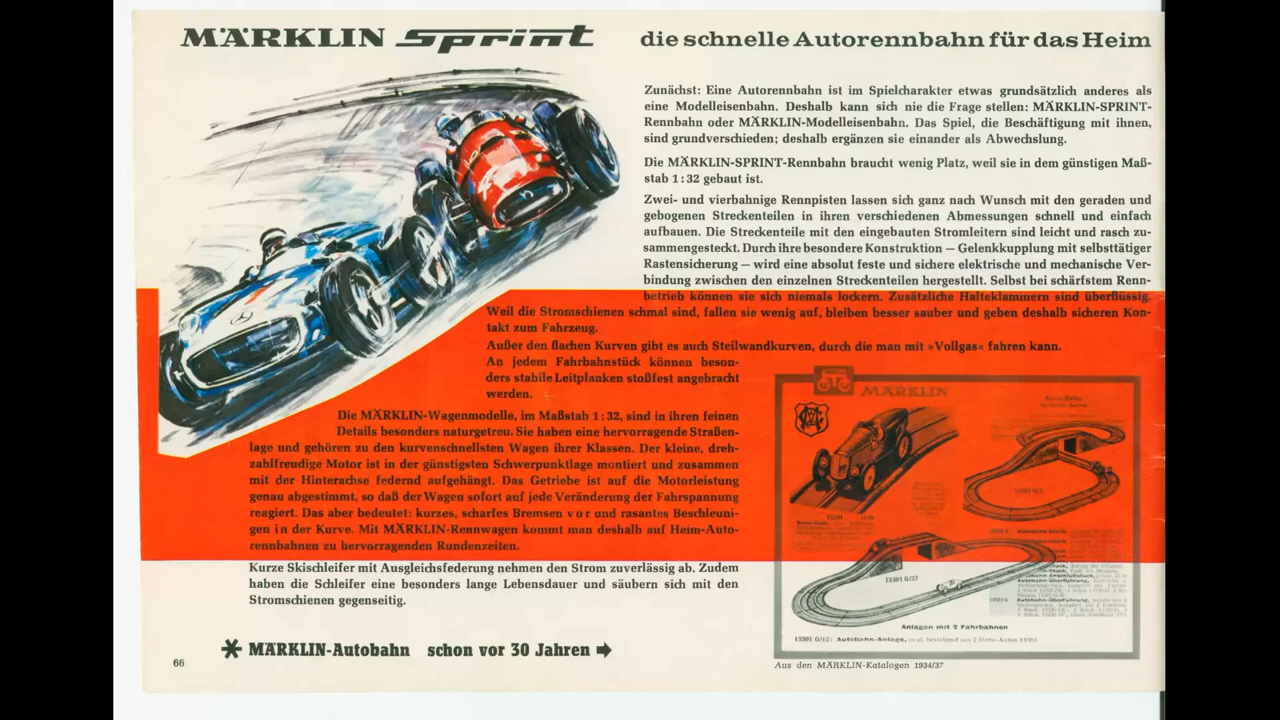 MÄRKLIN Sprint
die schnelle Autorennbahn für das Heim
Zunächst: Eine Autorennbahn ist im Spielcharakter etwas grundsätzlich anderes als
eine Modelleisenbahn. Deshalb kann sich nie die Frage stellen: MÄRKLIN-SPRINT-
Rennbahn oder MÄRKLIN-Modelleisenbahn. Das Spiel, die Beschäftigung mit ihnen,
sind grundverschieden; deshalb ergänzen sie einander als Abwechslung.
Die MÄRKLIN-SPRINT-Rennbahn braucht wenig Platz, weil sie in dem günstigen Maß-
stab 1:32 gebaut ist.
Zwei- und vierbahnige Rennpisten lassen sich ganz nach Wunsch mit den geraden und
gebogenen Streckenteilen in ihren verschiedenen Abmessungen schnell und einfach
aufbauen. Die Streckenteile mit den eingebauten Stromleitern sind leicht und rasch zu-
sammengesteckt. Durch ihre besondere Konstruktion — Gelenkkupplung mit selbsttätiger
Rastensicherung — wird eine absolut feste und sichere elektrische und mechanische Ver-
bindung zwischen den einzelnen Streckenteilen hergestellt. Selbst bei schärfstem Renn-
betrieb können sie sich niemals lockern. Zusätzliche Halteklammern sind überflüssig.
Weil die Stromschienen schmal sind, fallen sie wenig auf, bleiben besser sauber und geben deshalb sicheren Kon-
takt zum Fahrzeug.
Außer den flachen Kurven gibt es auch Steilwandkurven, durch die man mit »Vollgas« fahren kann.
An jedem Fahrbahnstück können beson-
ders stabile Leitplanken stoßfest angebracht
werden.
Die MÄRKLIN-Wagenmodelle, im Maßstab 1:32, sind in ihren feinen
Details besonders naturgetreu. Sie haben eine hervorragende Straßen-
lage und gehören zu den kurvenschnellsten Wagen ihrer Klassen. Der kleine, dreh-
zahlfreudige Motor ist in der günstigsten Schwerpunktlage montiert und zusammen
mit der Hinterachse federnd aufgehängt. Das Getriebe ist auf die Motorleistung
genau abgestimmt, so daß der Wagen sofort auf jede Veränderung der Fahrspannung
reagiert. Das aber bedeutet: kurzes, scharfes Bremsen vor und rasantes Beschleuni-
gen in der Kurve. Mit MÄRKLIN-Rennwagen kommt man deshalb auf Heim-Auto-
rennbahnen zu hervorragenden Rundenzeiten.
Kurze Skischleifer mit Ausgleichsfederung nehmen den Strom zuverlässig ab. Zudem
haben die Schleifer eine besonders lange Lebensdauer und säubern sich mit den
Stromschienen gegenseitig.
* MÄRKLIN-Autobahn schon vor 30 Jahren
66
MÄRKLIN
13301 G/22
Anlagen mit 2 Fahrbahnen
Aus den MÄRKLIN-Katalogen 1934/37